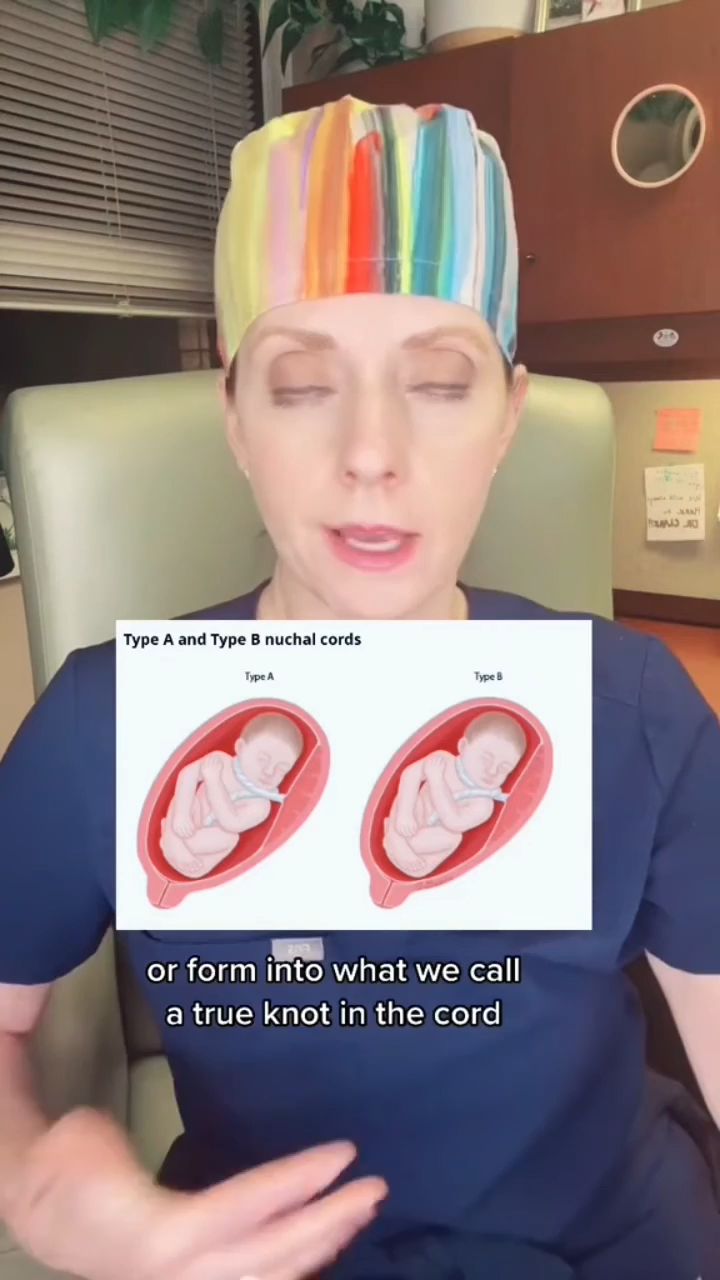 Type A and Type B nuchal cords
Type A
Type B
or form into what we call
a true knot in the cord